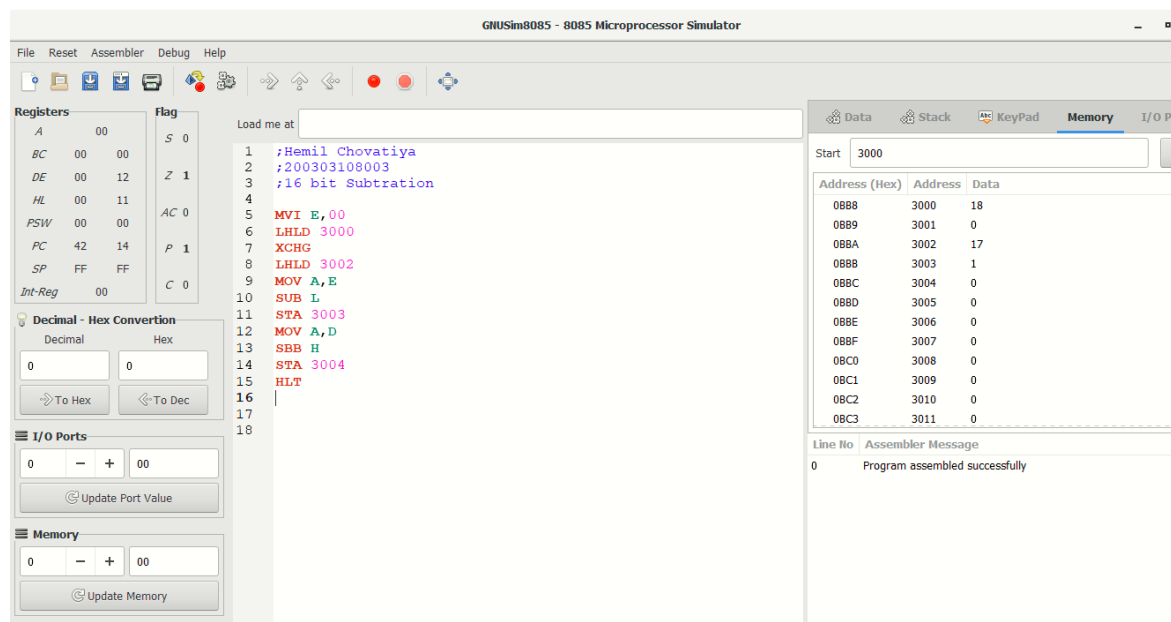 GNUSim8085 - 8085 Microprocessor Simulator
File Reset Assembler Debug Help
Registers
A 00
BC 00 00
DE 00 12
HL 00 11
PSW 00 00
PC 42 14
SP FF FF
Int-Reg 00
Flag
S 0
Z 1
AC 0
P 1
C 0
Decimal - Hex Convertion
Decimal Hex
0 0
To Hex To Dec
I/O Ports
0 − + 00
Update Port Value
Memory
0 − + 00
Update Memory
Load me at
1 ;Hemil Chovatiya
2 ;200303108003
3 ;16 bit Subtration
4
5 MVI E,00
6 LHLD 3000
7 XCHG
8 LHLD 3002
9 MOV A,E
10 SUB L
11 STA 3003
12 MOV A,D
13 SBB H
14 STA 3004
15 HLT
16
17
18
Data Stack Abc KeyPad Memory I/O P
Start 3000
Address (Hex) Address Data
0BB8 3000 18
0BB9 3001 0
0BBA 3002 17
0BBB 3003 1
0BBC 3004 0
0BBD 3005 0
0BBE 3006 0
0BBF 3007 0
0BC0 3008 0
0BC1 3009 0
0BC2 3010 0
0BC3 3011 0
Line No Assembler Message
0 Program assembled successfully